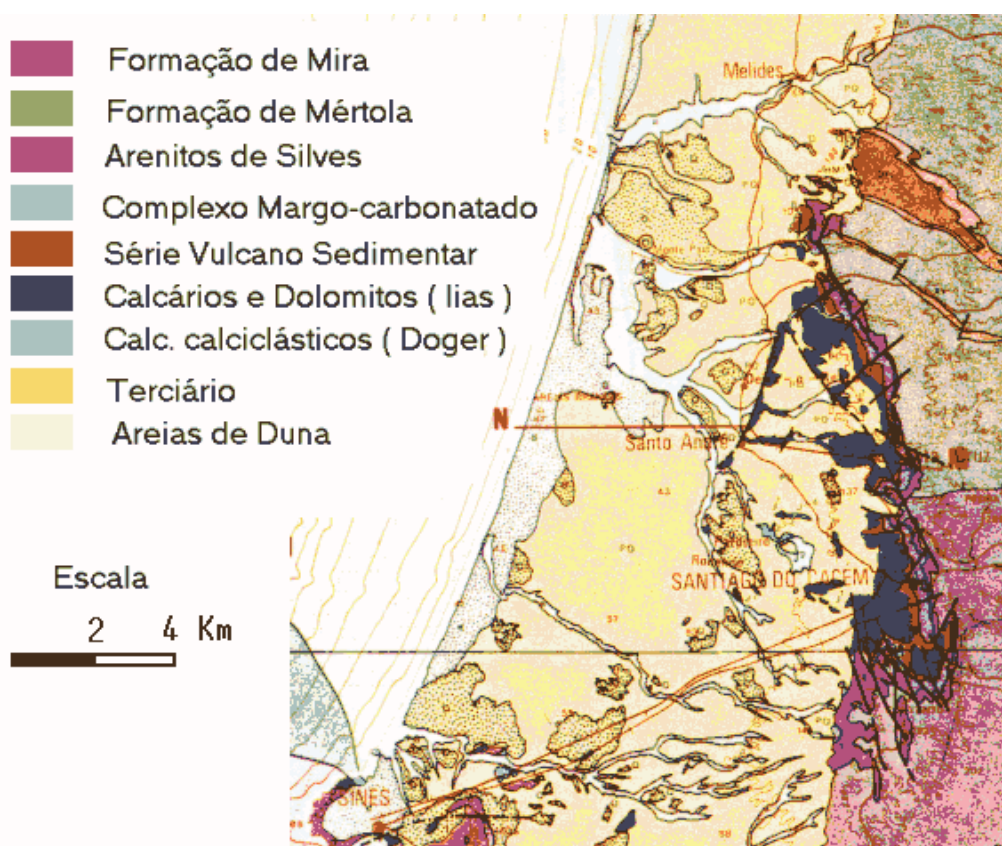 Formação de Mira
Formação de Mértola
Arenitos de Silves
Complexo Margo-carbonatado
Série Vulcano Sedimentar
Calcários e Dolomitos ( lias )
Calc. calciclásticos ( Doger )
Terciário
Areias de Duna
Escala
2 4 Km
Melides
N
Santo André
Cruz
SANTIAGO DO CACEM
SINES